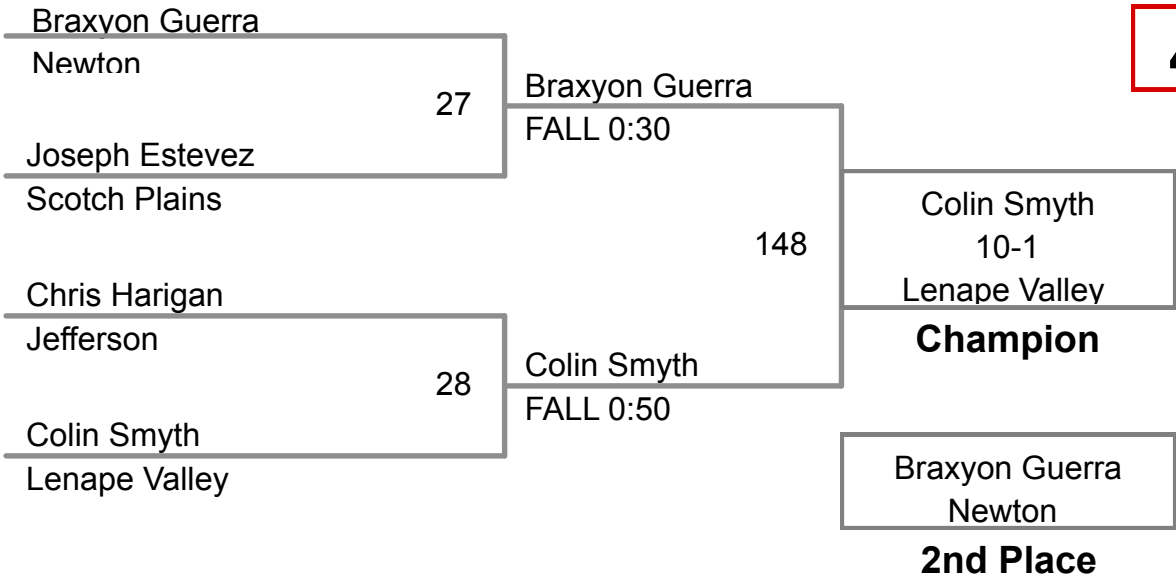 Braxyon Guerra
Newton
27
Joseph Estevez
Scotch Plains
Chris Harigan
Jefferson
28
Colin Smyth
Lenape Valley
Braxyon Guerra
FALL 0:30
148
Colin Smyth
FALL 0:50
Colin Smyth
10-1
Lenape Valley
Champion
Braxyon Guerra
Newton
2nd Place